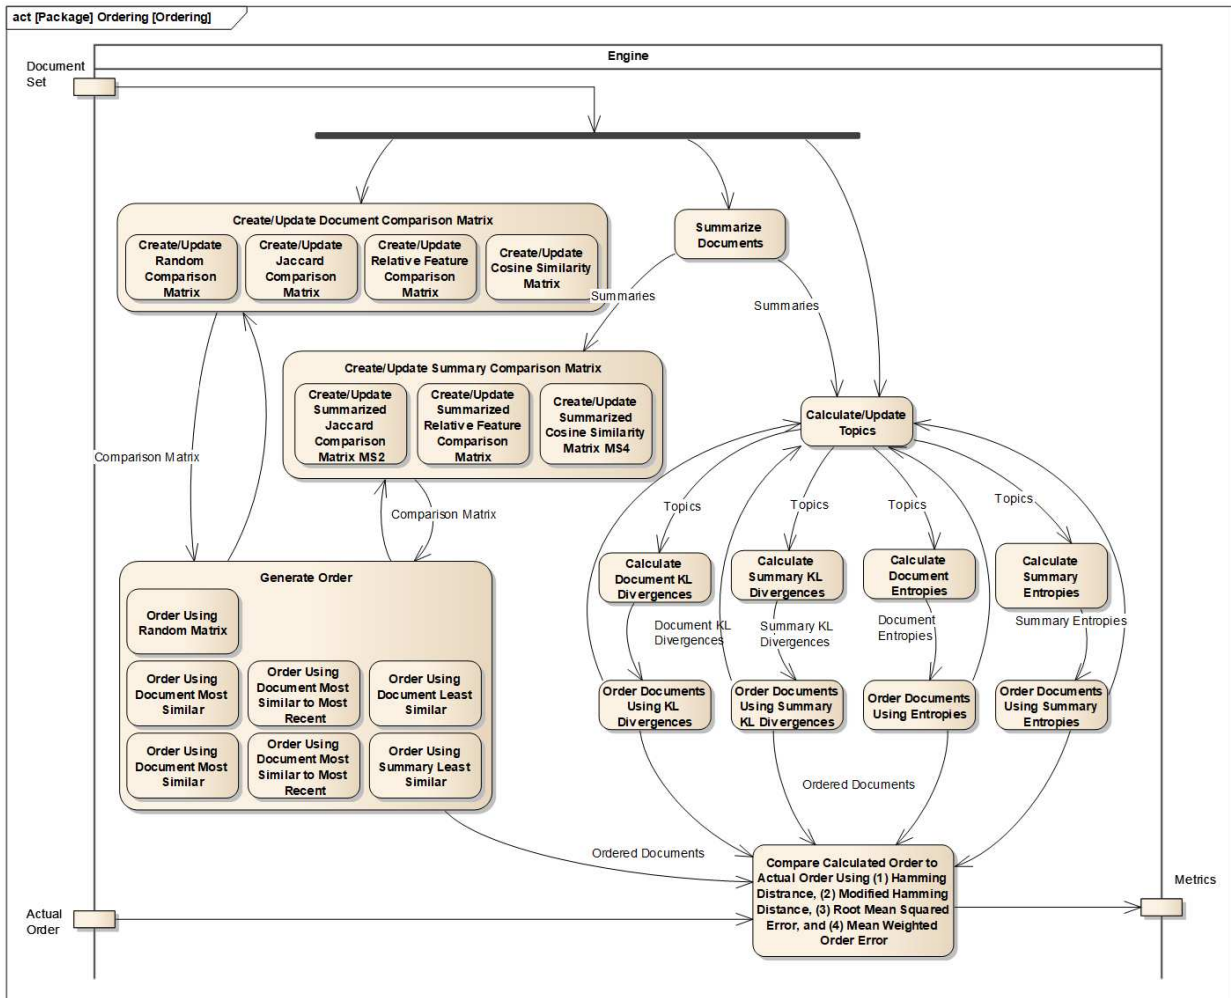 act [Package] Ordering [Ordering]
Engine
Document
Set
Create/Update Document Comparison Matrix
Create/Update
Random
Comparison
Matrix
Create/Update
Jaccard
Comparison
Matrix
Create/Update
Relative Feature
Comparison
Matrix
Create/Update
Cosine Similarity
Matrix
Summarize
Documents
Summaries
Summaries
Create/Update Summary Comparison Matrix
Create/Update
Summarized
Jaccard
Comparison
Matrix MS2
Create/Update
Summarized
Relative Feature
Comparison
Matrix
Create/Update
Summarized
Cosine Similarity
Matrix MS4
Calculate/Update
Topics
Comparison Matrix
Comparison Matrix
Topics
Topics
Topics
Topics
Generate Order
Order Using
Random Matrix
Order Using
Document Most
Similar
Order Using
Document Most
Similar to Most
Recent
Order Using
Document Least
Similar
Order Using
Document Most
Similar
Order Using
Document Most
Similar to Most
Recent
Order Using
Summary Least
Similar
Calculate
Document KL
Divergences
Calculate
Summary KL
Divergences
Calculate
Document
Entropies
Calculate
Summary
Entropies
Document KL
Divergences
Summary KL
Divergences
Document
Entropies
Summary Entropies
Order Documents
Using KL
Divergences
Order Documents
Using Summary
KL Divergences
Order Documents
Using Entropies
Order Documents
Using Summary
Entropies
Ordered Documents
Ordered Documents
Compare Calculated Order to
Actual Order Using (1) Hamming
Distrance, (2) Modified Hamming
Distance, (3) Root Mean Squared
Error, and (4) Mean Weighted
Order Error
Metrics
Actual
Order